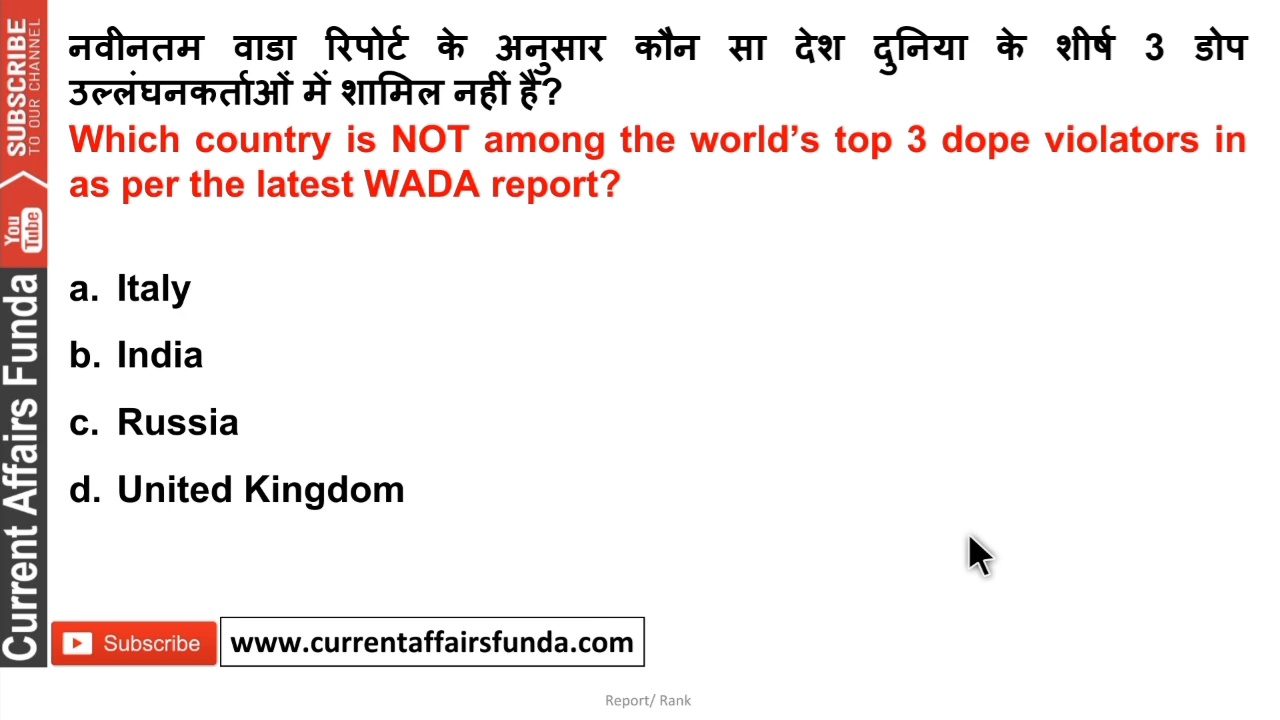 नवीनतम वाडा रिपोर्ट के अनुसार कौन सा देश दुनिया के शीर्ष 3 डोप
उल्लंघनकर्ताओं में शामिल नहीं है?
Which country is NOT among the world’s top 3 dope violators in
as per the latest WADA report?
a. Italy
b. India
c. Russia
d. United Kingdom
SUBSCRIBE
TO OUR CHANNEL
You
Tube
Current Affairs Funda
Subscribe
www.currentaffairsfunda.com
Report/ Rank